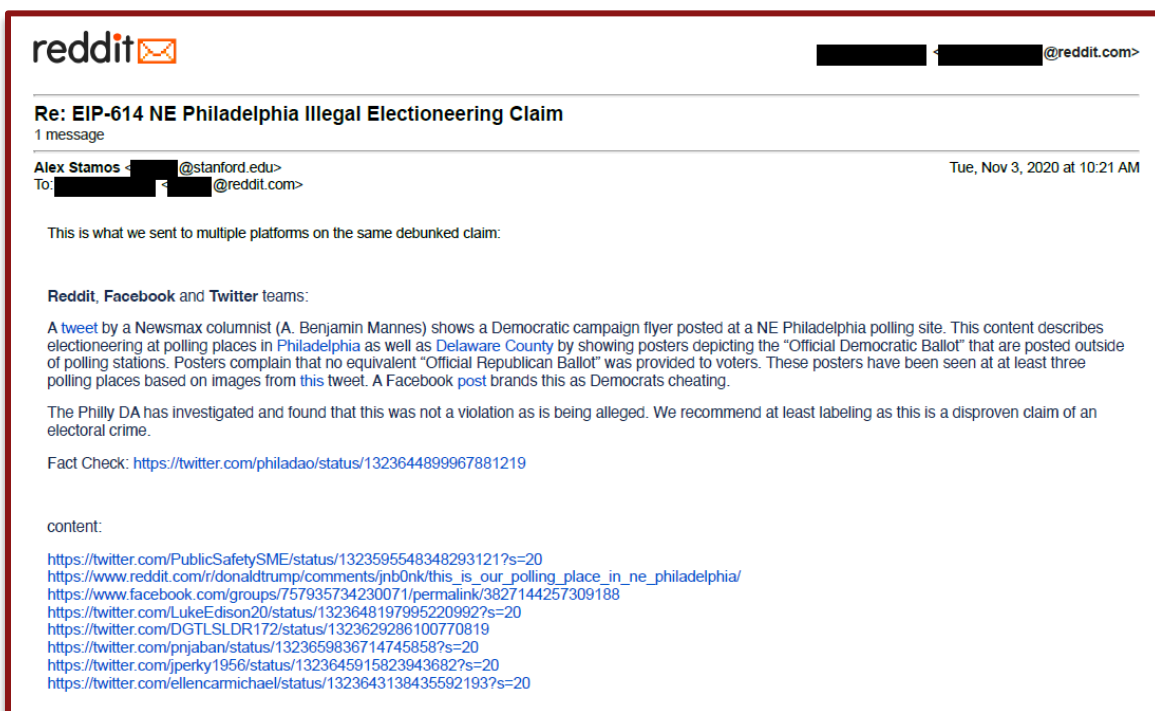 reddit
< @reddit.com>
Re: EIP-614 NE Philadelphia Illegal Electioneering Claim
1 message
Alex Stamos < @stanford.edu> Tue, Nov 3, 2020 at 10:21 AM
To: < @reddit.com>
This is what we sent to multiple platforms on the same debunked claim:
Reddit, Facebook and Twitter teams:
A tweet by a Newsmax columnist (A. Benjamin Mannes) shows a Democratic campaign flyer posted at a NE Philadelphia polling site. This content describes
electioneering at polling places in Philadelphia as well as Delaware County by showing posters depicting the “Official Democratic Ballot” that are posted outside
of polling stations. Posters complain that no equivalent “Official Republican Ballot” was provided to voters. These posters have been seen at at least three
polling places based on images from this tweet. A Facebook post brands this as Democrats cheating.
The Philly DA has investigated and found that this was not a violation as is being alleged. We recommend at least labeling as this is a disproven claim of an
electoral crime.
Fact Check: https://twitter.com/philadao/status/1323644899967881219
content:
https://twitter.com/PublicSafetySME/status/1323595548348293121?s=20
https://www.reddit.com/r/donaldtrump/comments/jnb0nk/this_is_our_polling_place_in_ne_philadelphia/
https://www.facebook.com/groups/757935734230071/permalink/3827144257309188
https://twitter.com/LukeEdison20/status/1323648197995220992?s=20
https://twitter.com/DGTLSLDR172/status/1323629286100770819
https://twitter.com/pnjaban/status/1323659836714745858?s=20
https://twitter.com/jperky1956/status/1323645915823943682?s=20
https://twitter.com/ellencarmichael/status/1323643138435592193?s=20